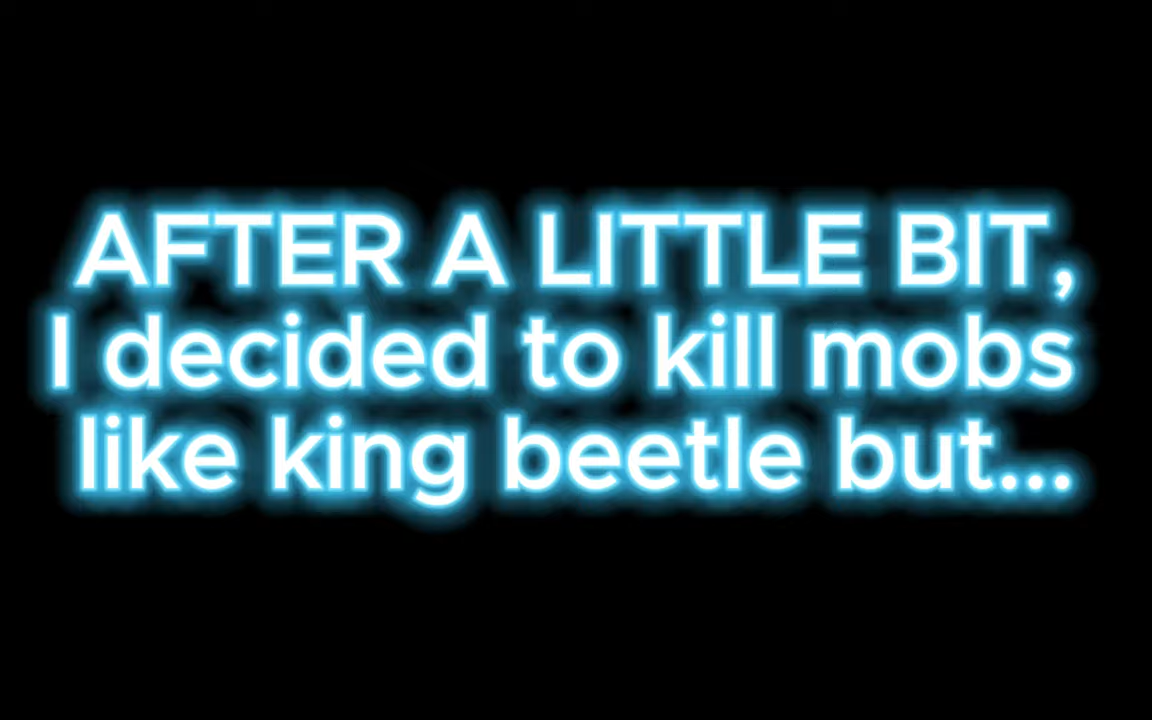 AFTER A LITTLE BIT,
I decided to kill mobs
like king beetle but...